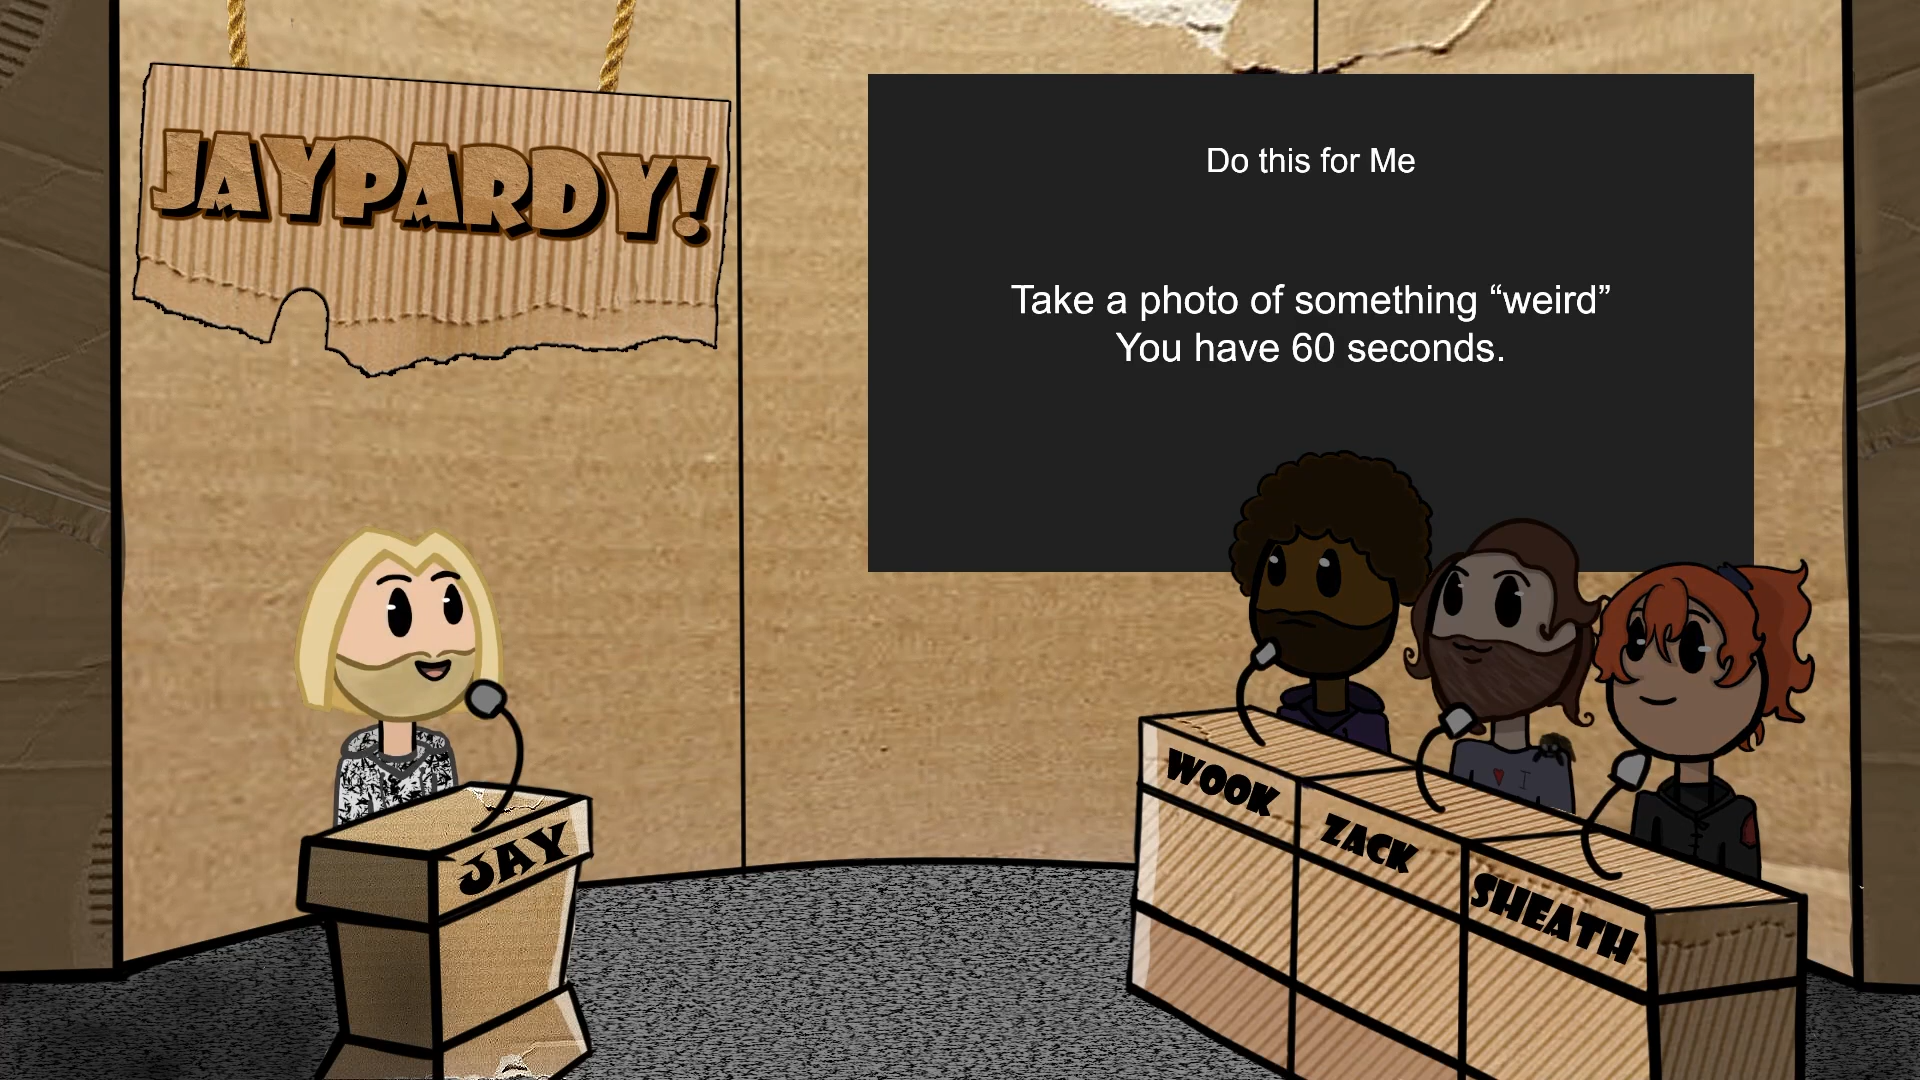 JAYPARDY!
Do this for Me
Take a photo of something “weird”
You have 60 seconds.
JAY
WOOK
ZACK
SHEATH
I